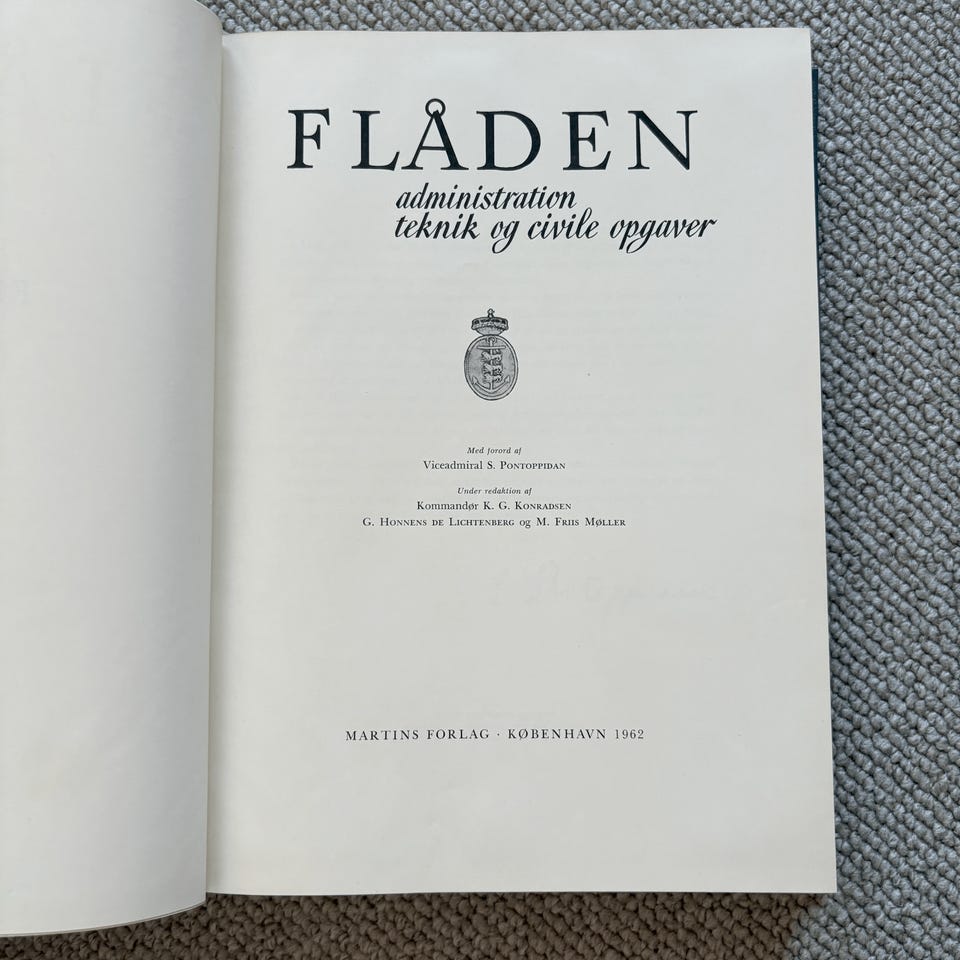 FLÅDEN
administration
teknik og civile opgaver
Med forord af
Viceadmiral S. Pontoppidan
Under redaktion af
Kommandør K. G. Konradsen
G. Honnens de Lichtenberg og M. Friis Møller
MARTINS FORLAG · KØBENHAVN 1962